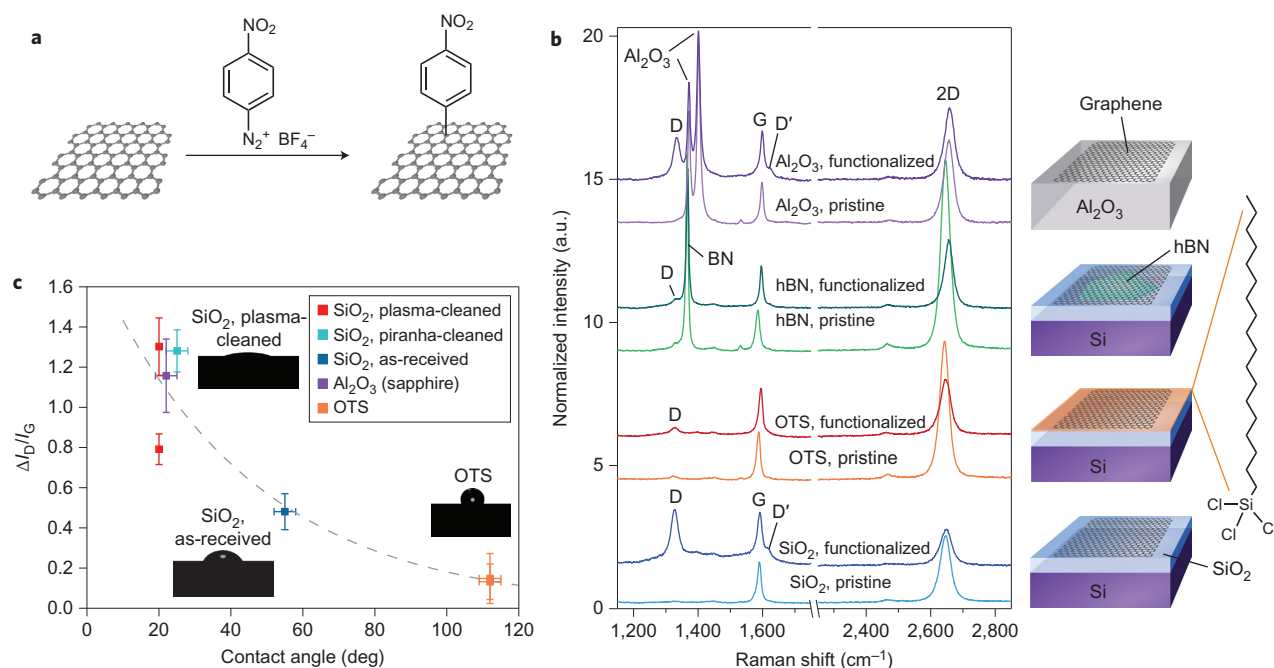 a
NO₂
N₂⁺ BF₄⁻
NO₂
b
Normalized intensity (a.u.)
20
15
10
5
0
1,200
1,400
1,600
2,400
2,600
2,800
Raman shift (cm⁻¹)
Al₂O₃
D
G
D′
2D
Al₂O₃, functionalized
Al₂O₃, pristine
BN
D
hBN, functionalized
hBN, pristine
D
OTS, functionalized
OTS, pristine
D
G
D′
SiO₂, functionalized
SiO₂, pristine
Graphene
Al₂O₃
hBN
Si
Si
Cl
Si
Cl
C
SiO₂
Si
c
ΔI_D/I_G
1.6
1.4
1.2
1.0
0.8
0.6
0.4
0.2
0.0
0
20
40
60
80
100
120
Contact angle (deg)
SiO₂, plasma-
cleaned
SiO₂, plasma-cleaned
SiO₂, piranha-cleaned
SiO₂, as-received
Al₂O₃ (sapphire)
OTS
OTS
SiO₂,
as-received